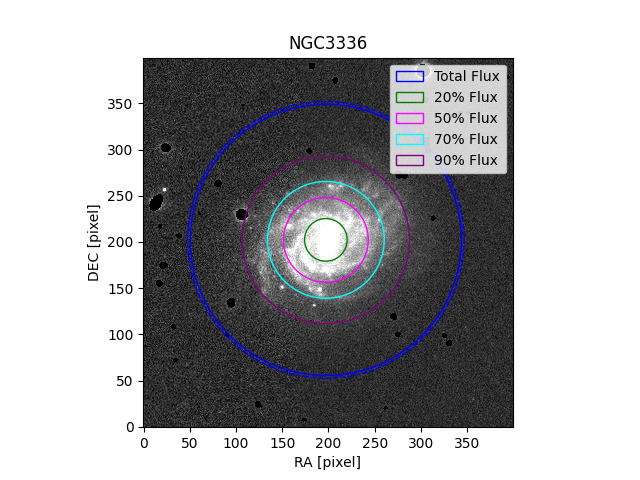 NGC3336
Total Flux
20% Flux
50% Flux
70% Flux
90% Flux
DEC [pixel]
350
300
250
200
150
100
50
0
0 50 100 150 200 250 300 350
RA [pixel]